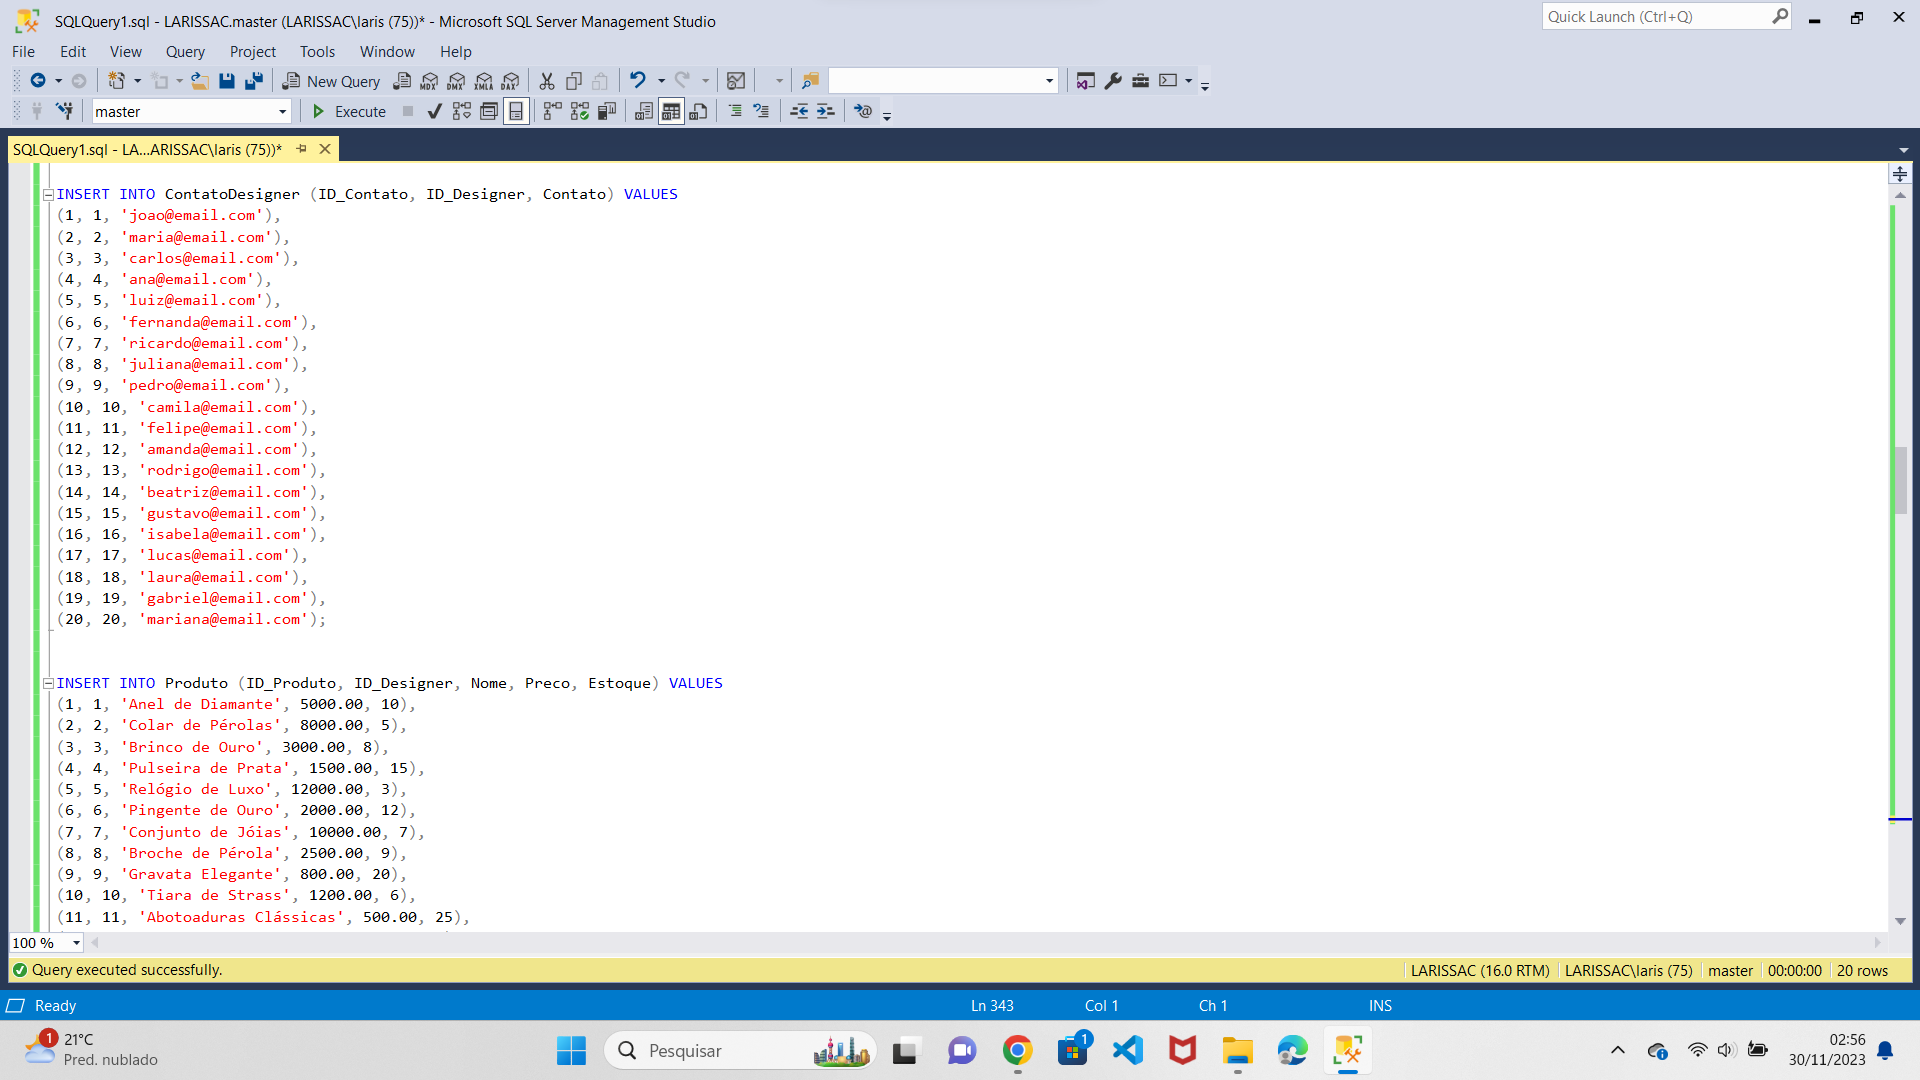 SQLQuery1.sql - LARISSAC.master (LARISSAC\laris (75))* - Microsoft SQL Server Management Studio
Quick Launch (Ctrl+Q)
File Edit View Query Project Tools Window Help
New Query MDX DMX XMLA DAX
master Execute
SQLQuery1.sql - LA...ARISSAC\laris (75))*
INSERT INTO ContatoDesigner (ID_Contato, ID_Designer, Contato) VALUES
(1, 1, 'joao@email.com'),
(2, 2, 'maria@email.com'),
(3, 3, 'carlos@email.com'),
(4, 4, 'ana@email.com'),
(5, 5, 'luiz@email.com'),
(6, 6, 'fernanda@email.com'),
(7, 7, 'ricardo@email.com'),
(8, 8, 'juliana@email.com'),
(9, 9, 'pedro@email.com'),
(10, 10, 'camila@email.com'),
(11, 11, 'felipe@email.com'),
(12, 12, 'amanda@email.com'),
(13, 13, 'rodrigo@email.com'),
(14, 14, 'beatriz@email.com'),
(15, 15, 'gustavo@email.com'),
(16, 16, 'isabela@email.com'),
(17, 17, 'lucas@email.com'),
(18, 18, 'laura@email.com'),
(19, 19, 'gabriel@email.com'),
(20, 20, 'mariana@email.com');
INSERT INTO Produto (ID_Produto, ID_Designer, Nome, Preco, Estoque) VALUES
(1, 1, 'Anel de Diamante', 5000.00, 10),
(2, 2, 'Colar de Pérolas', 8000.00, 5),
(3, 3, 'Brinco de Ouro', 3000.00, 8),
(4, 4, 'Pulseira de Prata', 1500.00, 15),
(5, 5, 'Relógio de Luxo', 12000.00, 3),
(6, 6, 'Pingente de Ouro', 2000.00, 12),
(7, 7, 'Conjunto de Jóias', 10000.00, 7),
(8, 8, 'Broche de Pérola', 2500.00, 9),
(9, 9, 'Gravata Elegante', 800.00, 20),
(10, 10, 'Tiara de Strass', 1200.00, 6),
(11, 11, 'Abotoaduras Clássicas', 500.00, 25),
100 %
Query executed successfully. LARISSAC (16.0 RTM) LARISSAC\laris (75) master 00:00:00 20 rows
Ready Ln 343 Col 1 Ch 1 INS
1 21°C
Pred. nublado
Pesquisar
1
02:56
30/11/2023